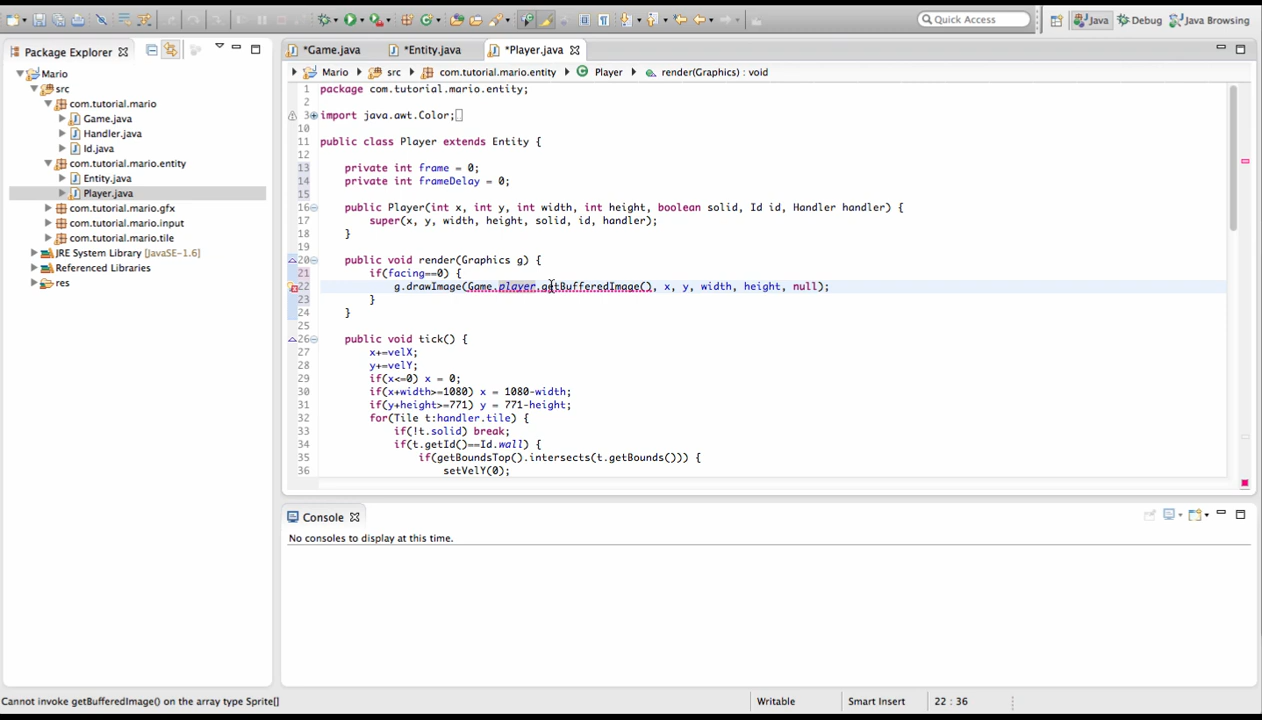 Quick Access
Java
Debug
Java Browsing
Package Explorer
*Game.java
*Entity.java
*Player.java
Mario
src
com.tutorial.mario
Game.java
Handler.java
Id.java
com.tutorial.mario.entity
Entity.java
Player.java
com.tutorial.mario.gfx
com.tutorial.mario.input
com.tutorial.mario.tile
JRE System Library [JavaSE-1.6]
Referenced Libraries
res
Mario src com.tutorial.mario.entity Player render(Graphics) : void
1 package com.tutorial.mario.entity;
2
3 import java.awt.Color;
10
11 public class Player extends Entity {
12
13 private int frame = 0;
14 private int frameDelay = 0;
15
16 public Player(int x, int y, int width, int height, boolean solid, Id id, Handler handler) {
17 super(x, y, width, height, solid, id, handler);
18 }
19
20 public void render(Graphics g) {
21 if(facing==0) {
22 g.drawImage(Game.player.getBufferedImage(), x, y, width, height, null);
23 }
24 }
25
26 public void tick() {
27 x+=velX;
28 y+=velY;
29 if(x<=0) x = 0;
30 if(x+width>=1080) x = 1080-width;
31 if(y+height>=771) y = 771-height;
32 for(Tile t:handler.tile) {
33 if(!t.solid) break;
34 if(t.getId()==Id.wall) {
35 if(getBoundsTop().intersects(t.getBounds())) {
36 setVelY(0);
Console
No consoles to display at this time.
Cannot invoke getBufferedImage() on the array type Sprite[]
Writable
Smart Insert
22 : 36